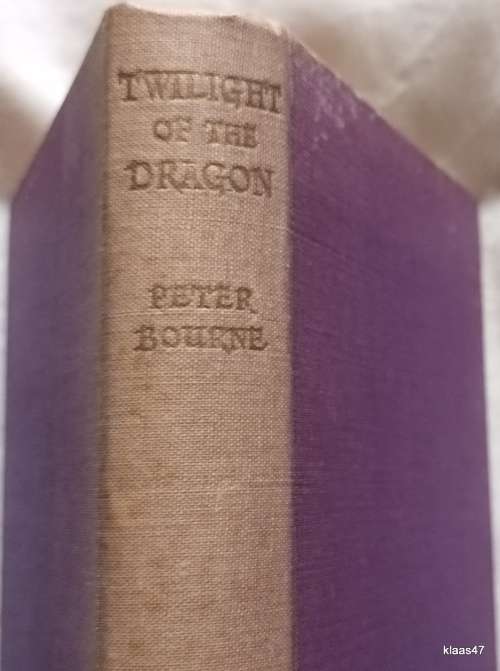 TWILIGHT
OF THE
DRAGON
PETER
BOURNE
klaas47